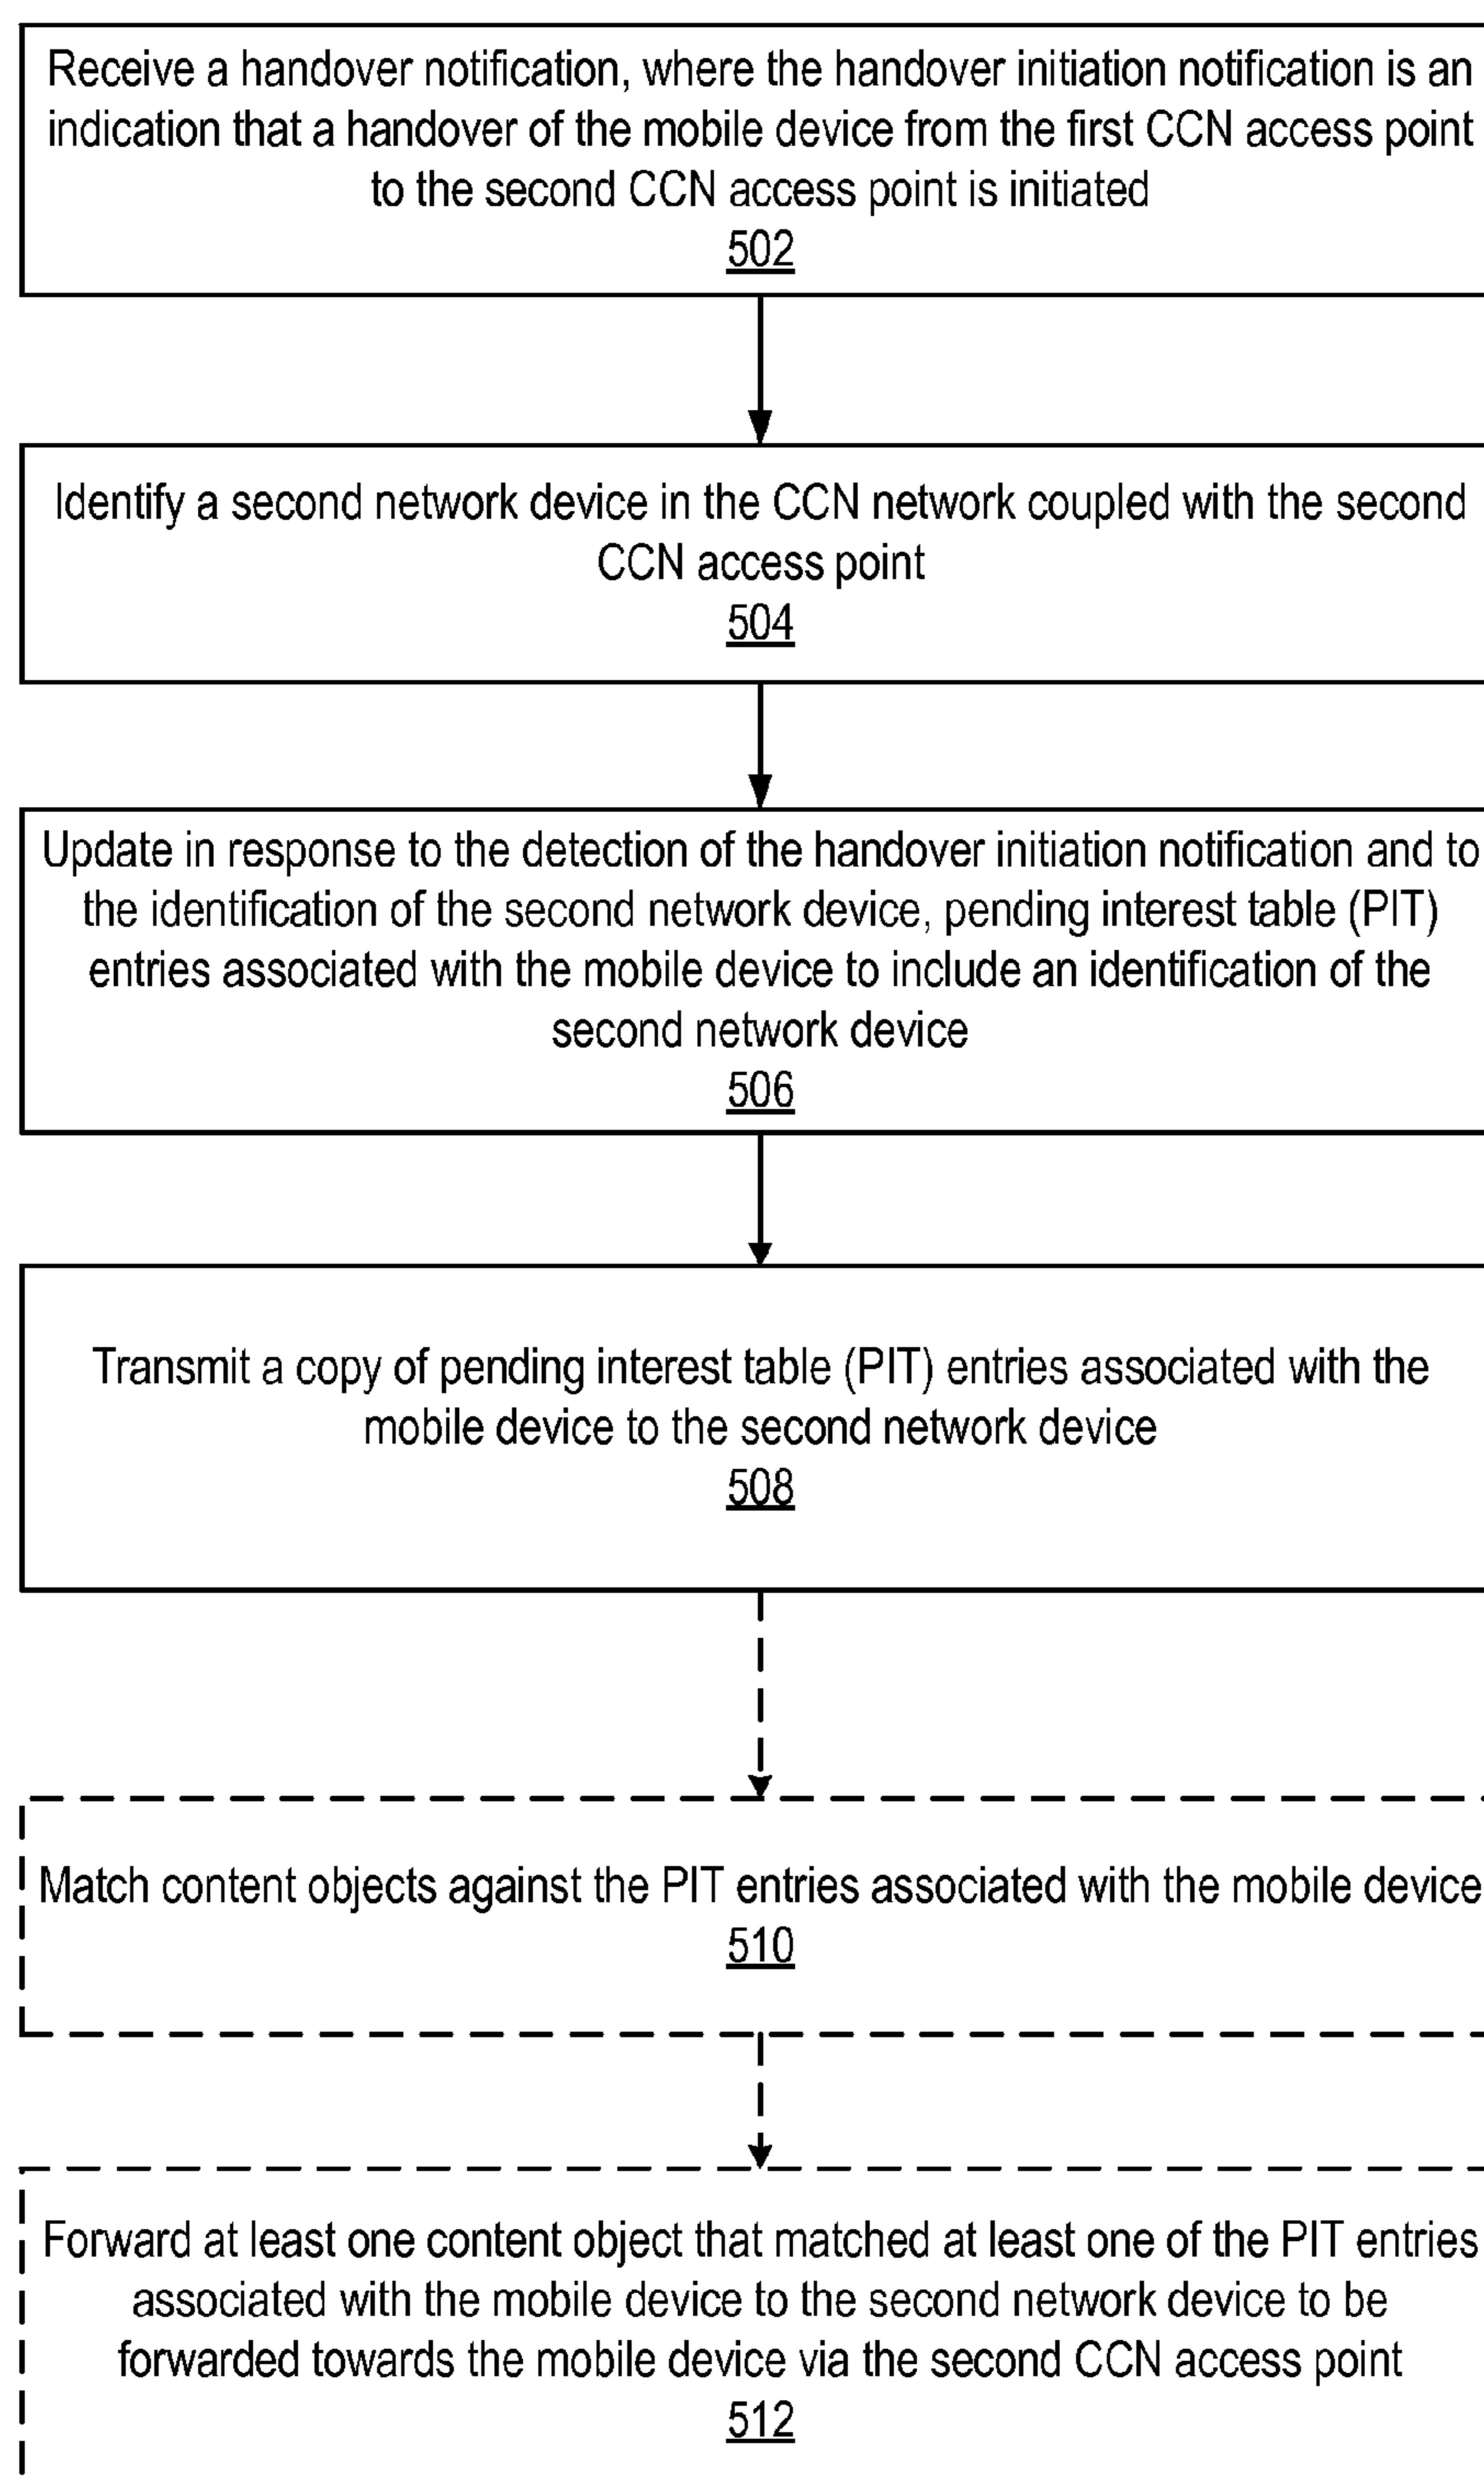 Receive a handover notification, where the handover initiation notification is an
indication that a handover of the mobile device from the first CCN access point
to the second CCN access point is initiated
502
Identify a second network device in the CCN network coupled with the second
CCN access point
504
Update in response to the detection of the handover initiation notification and to
the identification of the second network device, pending interest table (PIT)
entries associated with the mobile device to include an identification of the
second network device
506
Transmit a copy of pending interest table (PIT) entries associated with the
mobile device to the second network device
508
Match content objects against the PIT entries associated with the mobile device
510
Forward at least one content object that matched at least one of the PIT entries
associated with the mobile device to the second network device to be
forwarded towards the mobile device via the second CCN access point
512